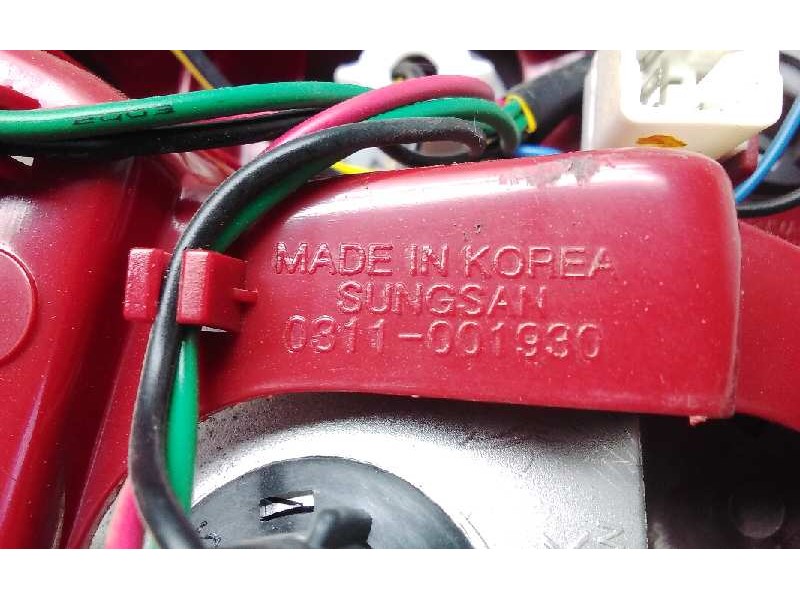 MADE IN KOREA
SUNGSAN
0311-001930